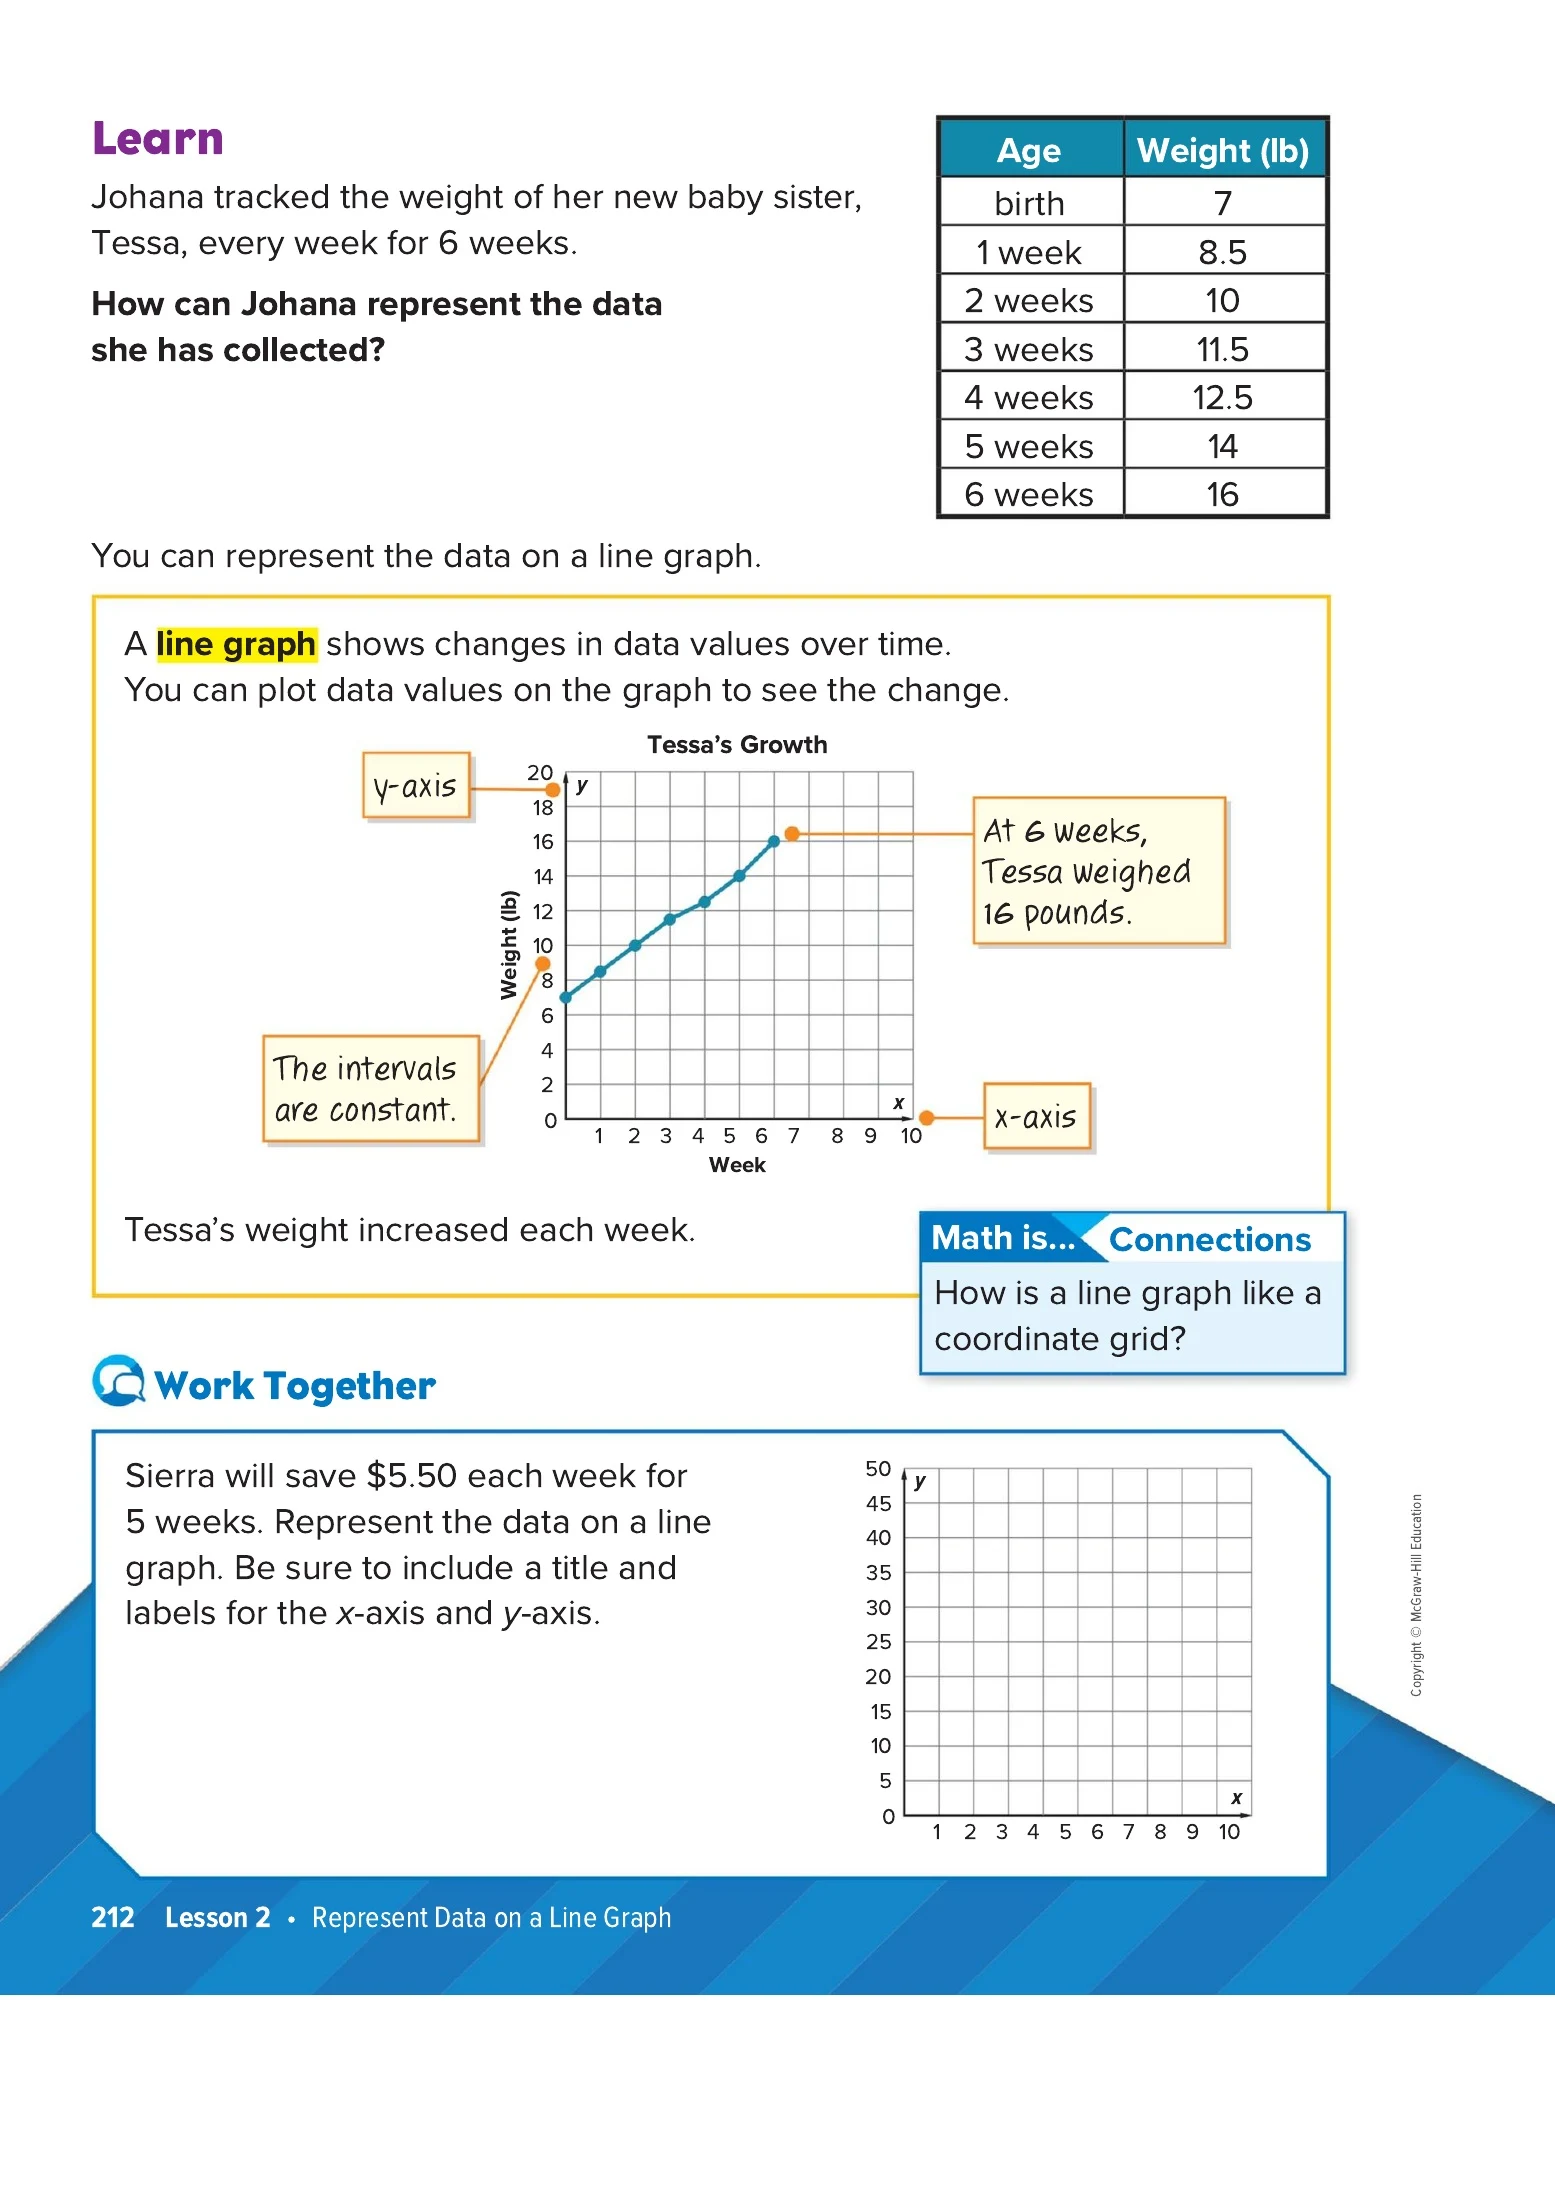 Learn
Johana tracked the weight of her new baby sister,
Tessa, every week for 6 weeks.
How can Johana represent the data
she has collected?
Age Weight (lb)
birth 7
1 week 8.5
2 weeks 10
3 weeks 11.5
4 weeks 12.5
5 weeks 14
6 weeks 16
You can represent the data on a line graph.
A line graph shows changes in data values over time.
You can plot data values on the graph to see the change.
Tessa's Growth
y-axis
20
18
16
14
12
10
8
6
4
2
0
y
Weight (lb)
At 6 weeks,
Tessa weighed
16 pounds.
The intervals
are constant.
x
x-axis
1 2 3 4 5 6 7 8 9 10
Week
Tessa's weight increased each week.
Math is... Connections
How is a line graph like a
coordinate grid?
Work Together
Sierra will save $5.50 each week for
5 weeks. Represent the data on a line
graph. Be sure to include a title and
labels for the x-axis and y-axis.
50
45
40
35
30
25
20
15
10
5
0
y
x
1 2 3 4 5 6 7 8 9 10
Copyright © McGraw-Hill Education
212 Lesson 2 • Represent Data on a Line Graph